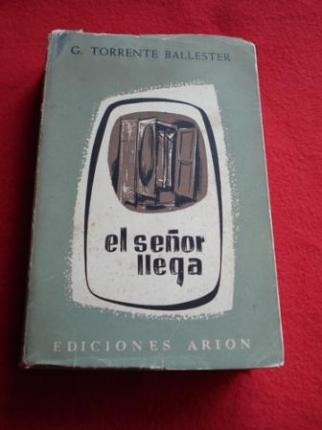 G. TORRENTE BALLESTER
el señor
llega
EDICIONES ARION